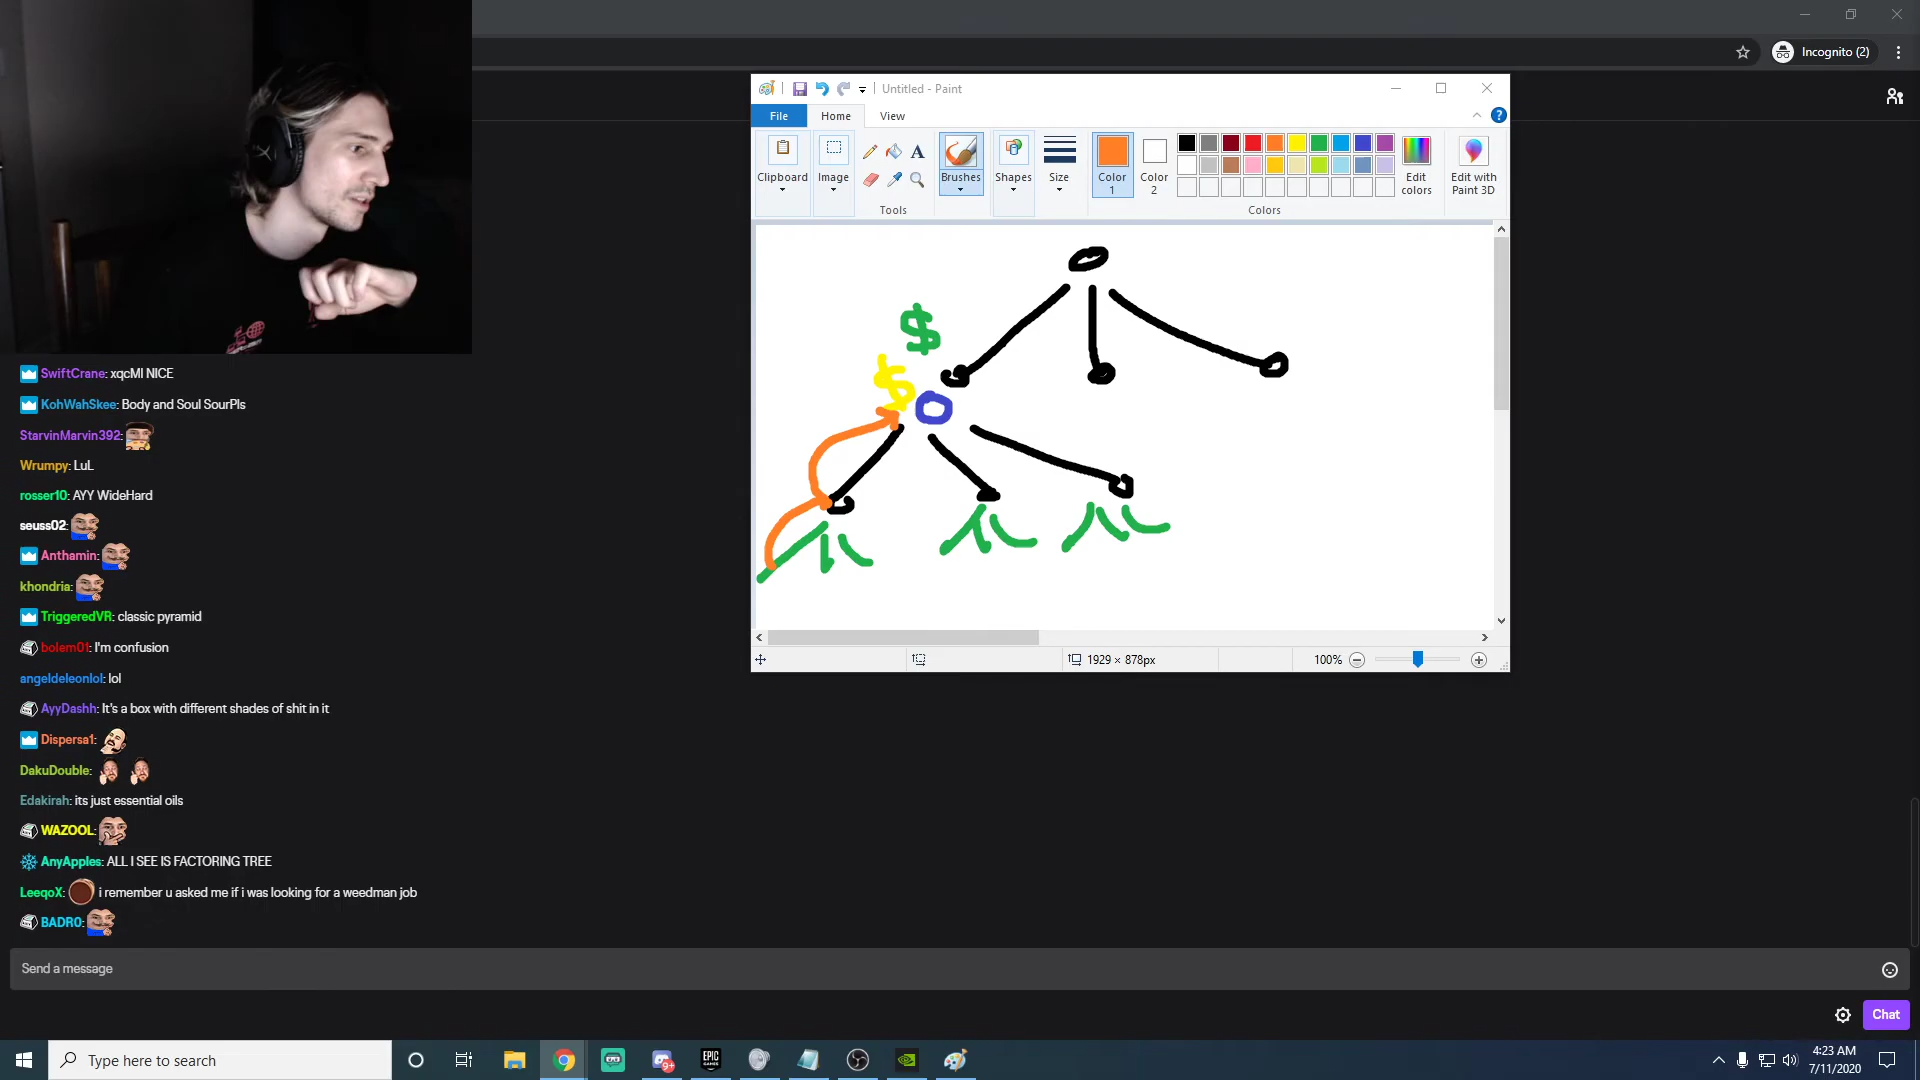 Incognito (2)
Untitled - Paint
File
Home
View
Clipboard
Image
Brushes
Shapes
Size
Color 1
Color 2
Edit colors
Edit with Paint 3D
Tools
Colors
$
$
1929 × 878px
100%
SwiftCrane: xqcMl NICE
KohWahSkee: Body and Soul SourPls
StarvinMarvin392:
Wrumpy: LuL
rosser10: AYY WideHard
seuss02:
Anthamin:
khondria:
TriggeredVR: classic pyramid
bolem01: I'm confusion
angeldeleonlol: lol
AyyDashh: It's a box with different shades of shit in it
Dispersa1:
DakuDouble:
Edakirah: its just essential oils
WAZOOL:
AnyApples: ALL I SEE IS FACTORING TREE
LeeqoX: i remember u asked me if i was looking for a weedman job
BADR0:
Send a message
Chat
Type here to search
9+
EPIC GAMES
4:23 AM
7/11/2020